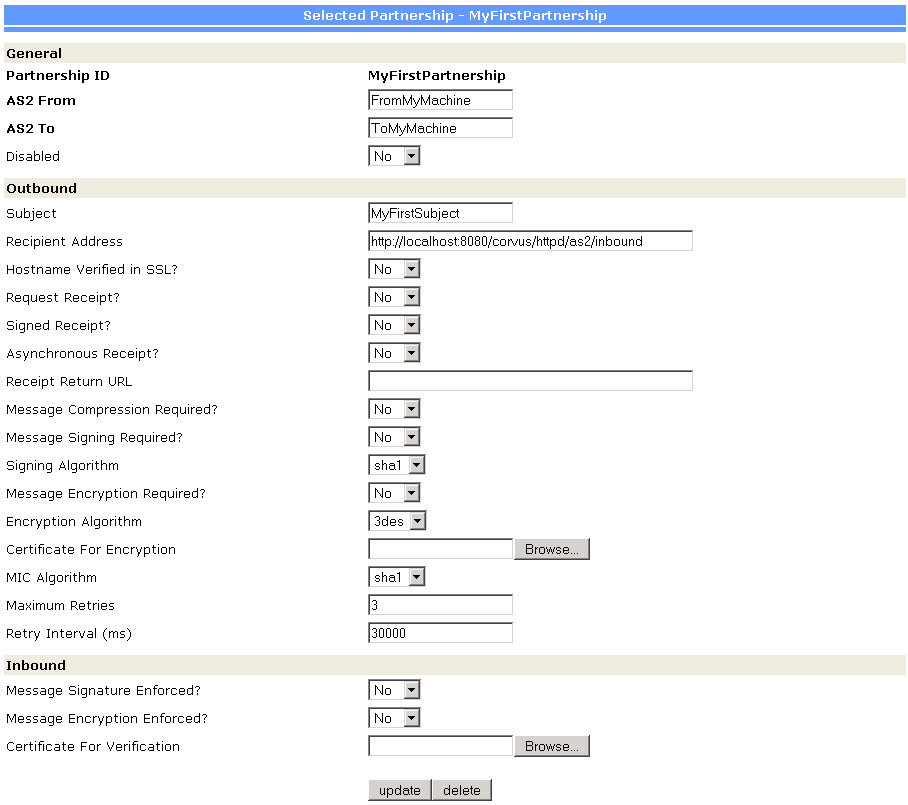 Selected Partnership - MyFirstPartnership
General
Partnership ID MyFirstPartnership
AS2 From FromMyMachine
AS2 To ToMyMachine
Disabled No
Outbound
Subject MyFirstSubject
Recipient Address http://localhost:8080/corvus/httpd/as2/inbound
Hostname Verified in SSL? No
Request Receipt? No
Signed Receipt? No
Asynchronous Receipt? No
Receipt Return URL
Message Compression Required? No
Message Signing Required? No
Signing Algorithm sha1
Message Encryption Required? No
Encryption Algorithm 3des
Certificate For Encryption Browse...
MIC Algorithm sha1
Maximum Retries 3
Retry Interval (ms) 30000
Inbound
Message Signature Enforced? No
Message Encryption Enforced? No
Certificate For Verification Browse...
update delete